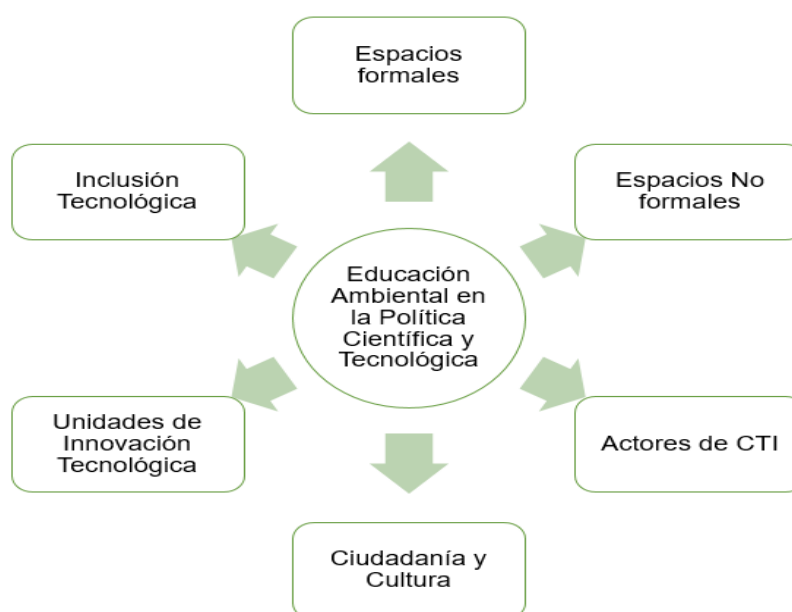 Espacios
formales
Inclusión
Tecnológica
Espacios No
formales
Educación
Ambiental en
la Política
Científica y
Tecnológica
Unidades de
Innovación
Tecnológica
Actores de CTI
Ciudadanía y
Cultura